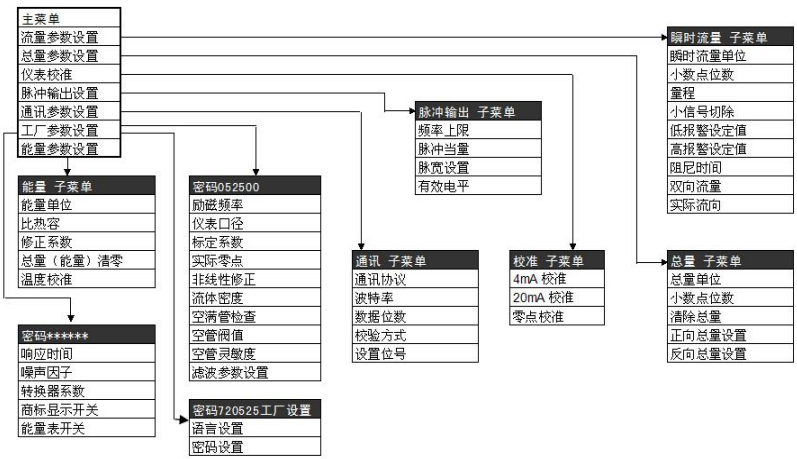 主菜单
流量参数设置
总量参数设置
仪表校准
脉冲输出设置
通讯参数设置
工厂参数设置
能量参数设置
瞬时流量 子菜单
瞬时流量单位
小数点位数
量程
小信号切除
低报警设定值
高报警设定值
阻尼时间
双向流量
实际流向
脉冲输出 子菜单
频率上限
脉冲当量
脉宽设置
有效电平
能量 子菜单
能量单位
比热容
修正系数
总量（能量）清零
温度校准
密码052500
励磁频率
仪表口径
标定系数
实际零点
非线性修正
流体密度
空满管检查
空管阀值
空管灵敏度
滤波参数设置
通讯 子菜单
通讯协议
波特率
数据位数
校验方式
设置位号
校准 子菜单
4mA 校准
20mA 校准
零点校准
总量 子菜单
总量单位
小数点位数
清除总量
正向总量设置
反向总量设置
密码******
响应时间
噪声因子
转换器系数
商标显示开关
能量表开关
密码720525工厂设置
语言设置
密码设置